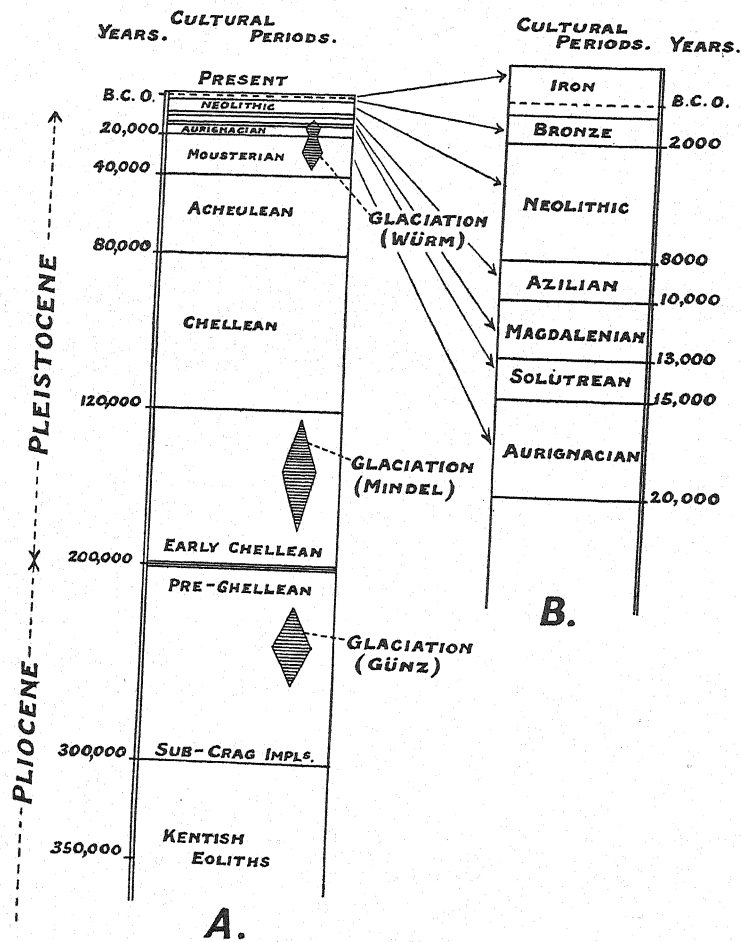 YEARS.
CULTURAL
PERIODS.
PRESENT
B.C.O.
NEOLITHIC
20,000
AURIGNACIAN
MOUSTERIAN
40,000
ACHEULEAN
GLACIATION
(WÜRM)
80,000
CHELLEAN
120,000
GLACIATION
(MINDEL)
EARLY CHELLEAN
200,000
PRE-GHELLEAN
GLACIATION
(GÜNZ)
300,000
SUB-CRAG IMPLS.
KENTISH
EOLITHS
350,000
A.
PLEISTOCENE
PLIOCENE
CULTURAL
PERIODS.
YEARS.
IRON
B.C.O.
BRONZE
2000
NEOLITHIC
8000
AZILIAN
10,000
MAGDALENIAN
13,000
SOLÙTREAN
15,000
AURIGNACIAN
20,000
B.